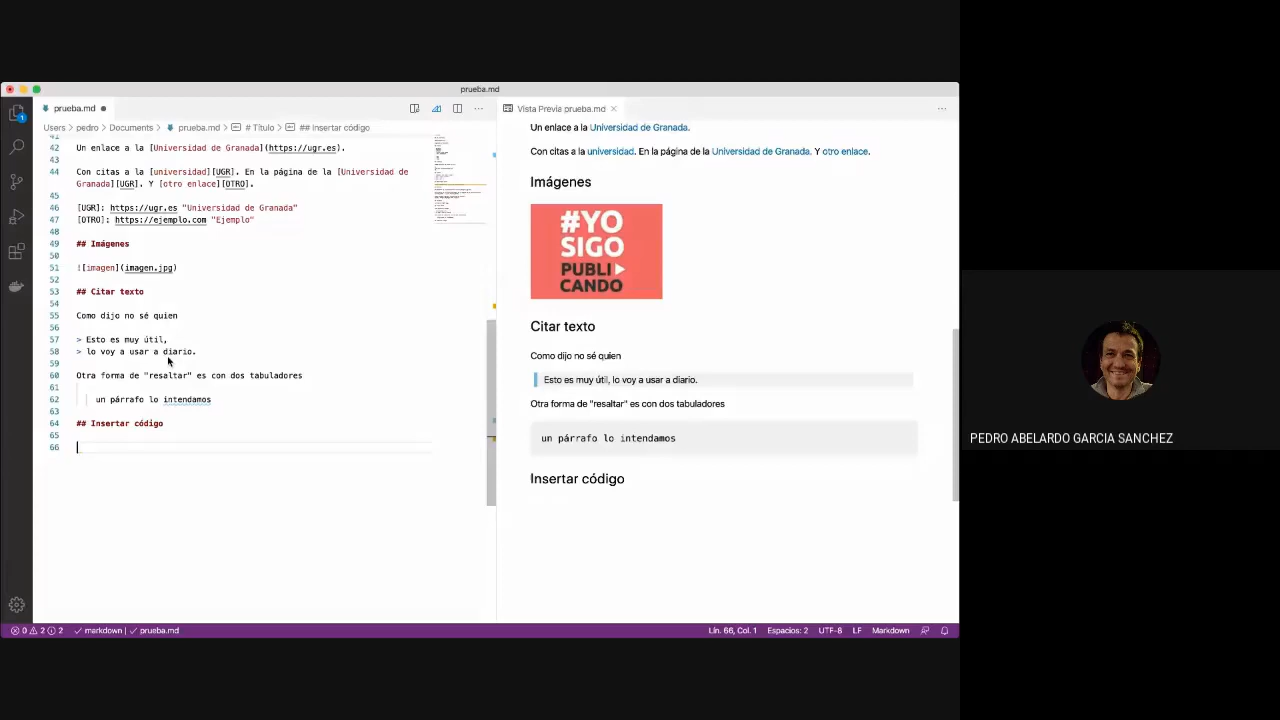 prueba.md
prueba.md
Vista Previa prueba.md
Users > pedro > Documents > prueba.md > # Título > ## Insertar código
41
42 Un enlace a la [Universidad de Granada](https://ugr.es).
43
44 Con citas a la [universidad][UGR]. En la página de la [Universidad de
Granada][UGR]. Y [otro enlace][OTRO].
45
46 [UGR]: https://ugr.es "Universidad de Granada"
47 [OTRO]: https://ejemplo.com "Ejemplo"
48
49 ## Imágenes
50
51 ![imagen](imagen.jpg)
52
53 ## Citar texto
54
55 Como dijo no sé quien
56
57 > Esto es muy útil,
58 > lo voy a usar a diario.
59
60 Otra forma de "resaltar" es con dos tabuladores
61
62 un párrafo lo intendamos
63
64 ## Insertar código
65
66
Un enlace a la Universidad de Granada.
Con citas a la universidad. En la página de la Universidad de Granada. Y otro enlace.
Imágenes
#YO
SIGO
PUBLI
CANDO
Citar texto
Como dijo no sé quien
Esto es muy útil, lo voy a usar a diario.
Otra forma de "resaltar" es con dos tabuladores
un párrafo lo intendamos
Insertar código
1
0 2 2 markdown | prueba.md
Lín. 66, Col. 1 Espacios: 2 UTF-8 LF Markdown
PEDRO ABELARDO GARCIA SANCHEZ